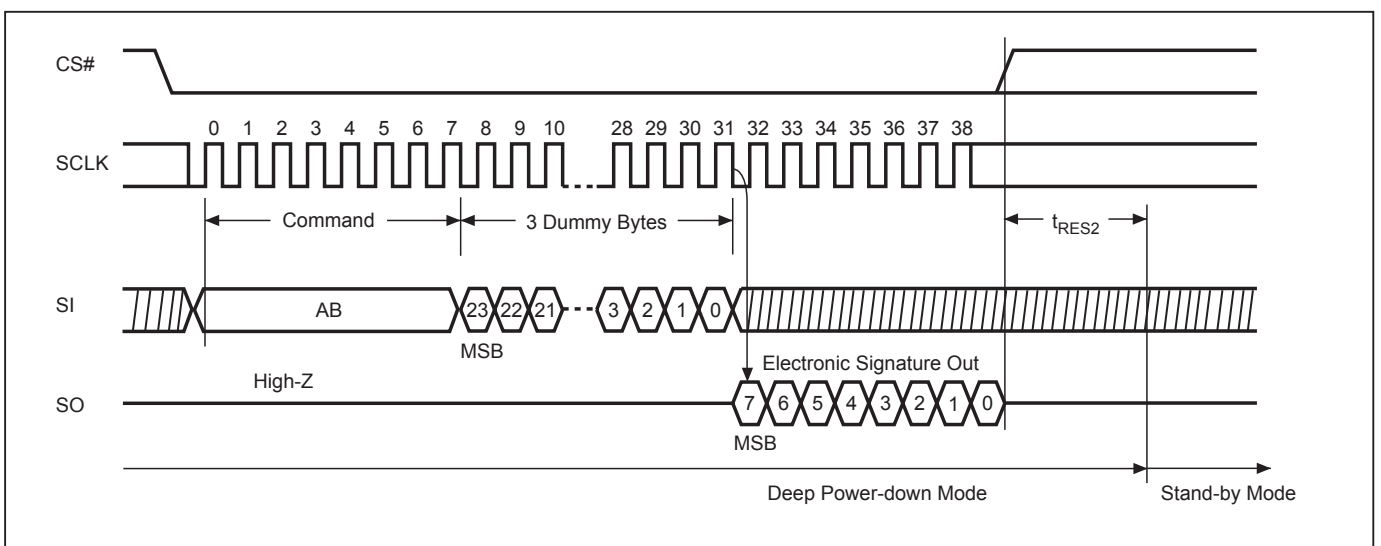 CS#
0 1 2 3 4 5 6 7 8 9 10 28 29 30 31 32 33 34 35 36 37 38
SCLK
Command
3 Dummy Bytes
tRES2
SI
AB
23 22 21 3 2 1 0
MSB
Electronic Signature Out
High-Z
SO
7 6 5 4 3 2 1 0
MSB
Deep Power-down Mode
Stand-by Mode